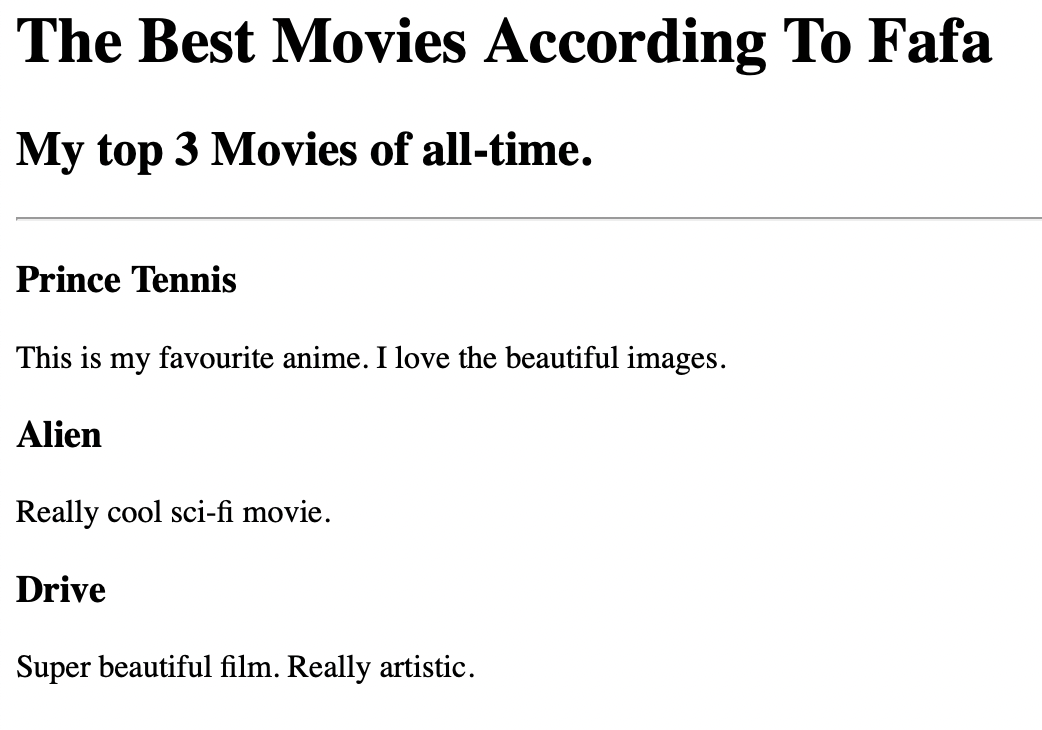 The Best Movies According To Fafa
My top 3 Movies of all-time.
Prince Tennis
This is my favourite anime. I love the beautiful images.
Alien
Really cool sci-fi movie.
Drive
Super beautiful film. Really artistic.